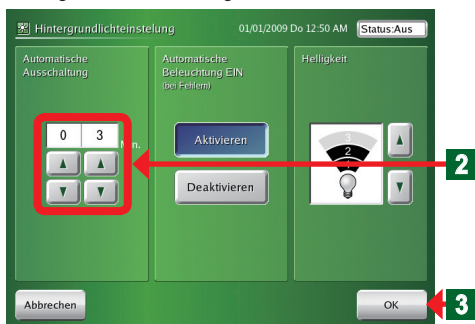 Hintergrundlichteinstelung 01/01/2009 Do 12:50 AM Status:Aus
Automatische
Ausschaltung
Automatische
Beleuchtung EIN
(bei Fehlern)
Helligkeit
0 3 Min.
Aktivieren
Deaktivieren
3
2
1
2
Abbrechen
OK
3